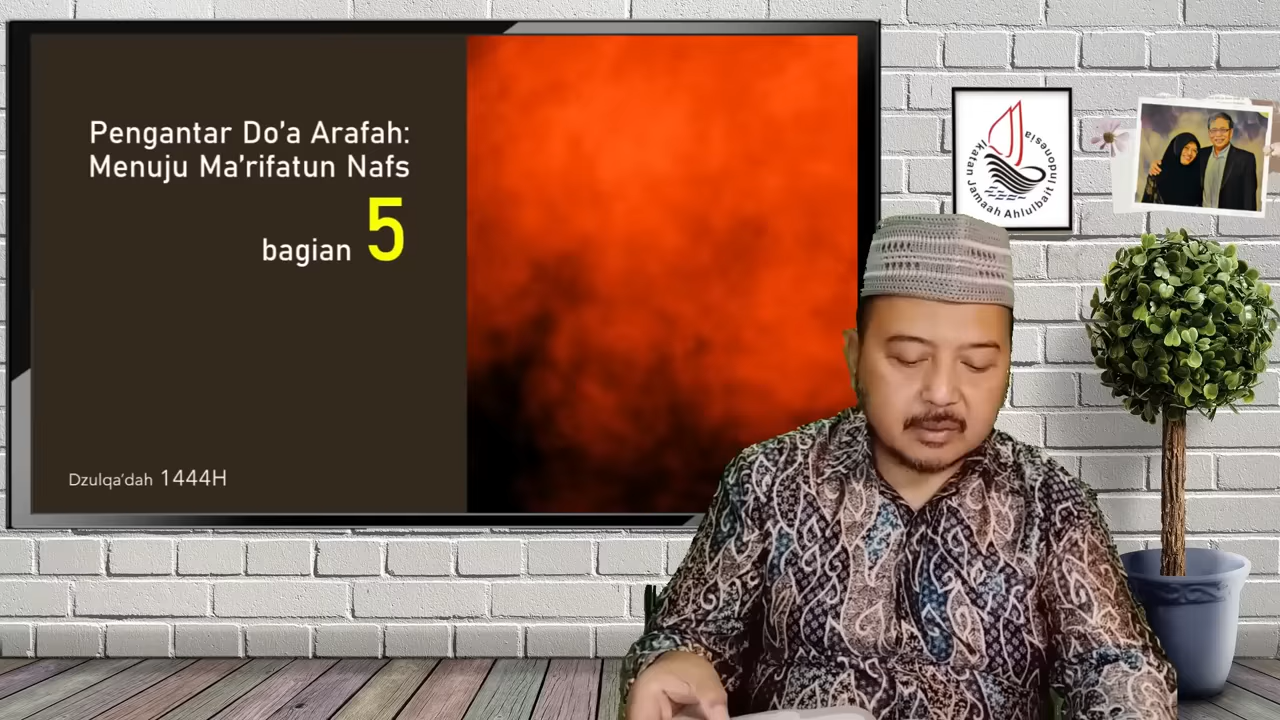 Pengantar Do'a Arafah:
Menuju Ma'rifatun Nafs
bagian 5
Dzulqa'dah 1444H
Ikatan Jamaah Ahlulbait Indonesia